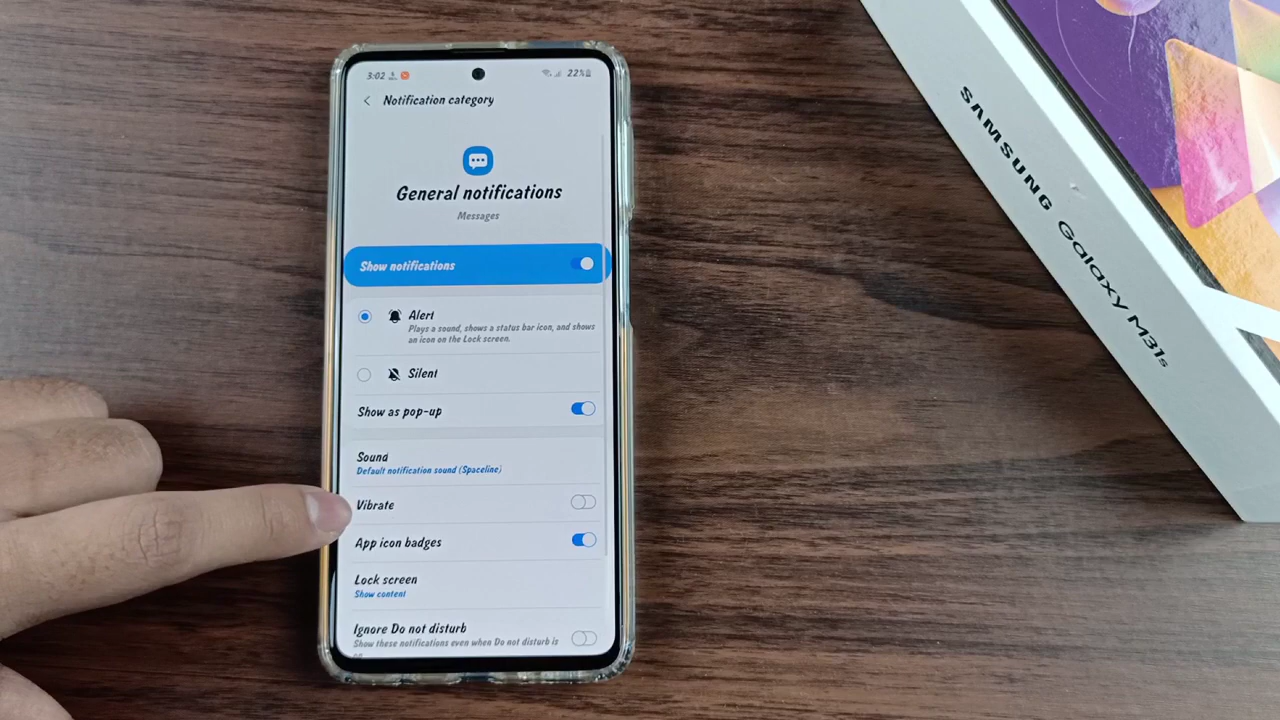 3:02
22%
Notification category
General notifications
Messages
Show notifications
Alert
Plays a sound, shows a status bar icon, and shows
an icon on the Lock screen.
Silent
Show as pop-up
Sound
Default notification sound (Spaceline)
Vibrate
App icon badges
Lock screen
Show content
Ignore Do not disturb
Show these notifications even when Do not disturb is
SAMSUNG Galaxy M31s